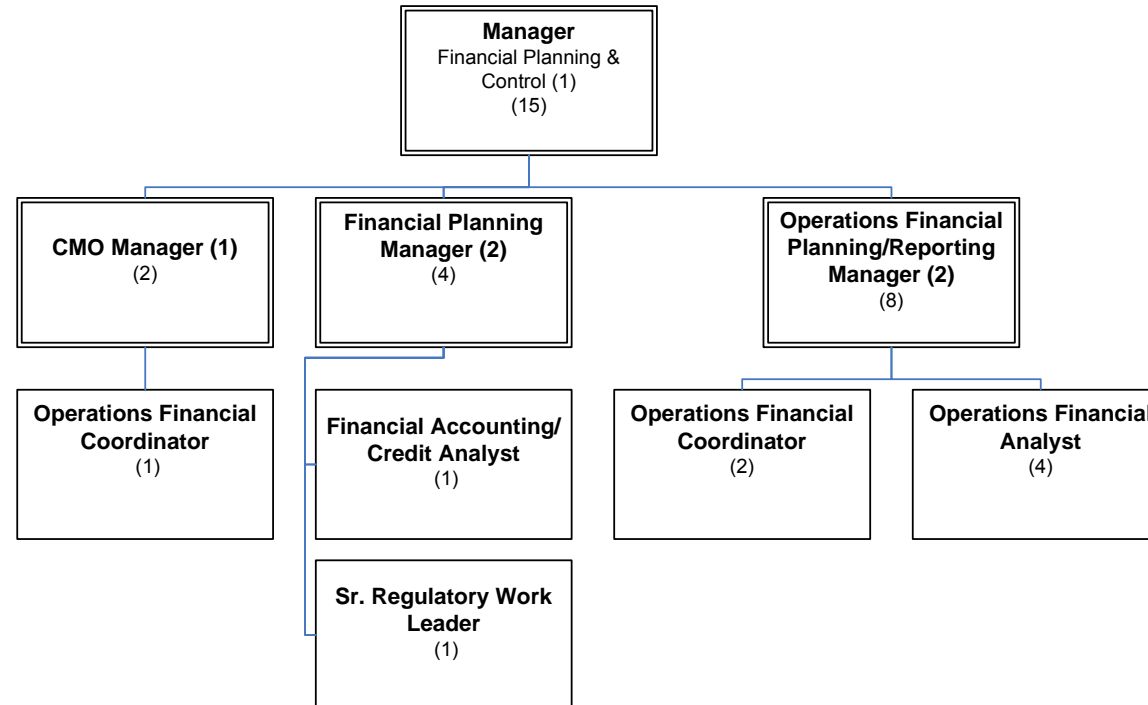 Manager
Financial Planning &
Control (1)
(15)
CMO Manager (1)
(2)
Financial Planning
Manager (2)
(4)
Operations Financial
Planning/Reporting
Manager (2)
(8)
Operations Financial
Coordinator
(1)
Financial Accounting/
Credit Analyst
(1)
Operations Financial
Coordinator
(2)
Operations Financial
Analyst
(4)
Sr. Regulatory Work
Leader
(1)